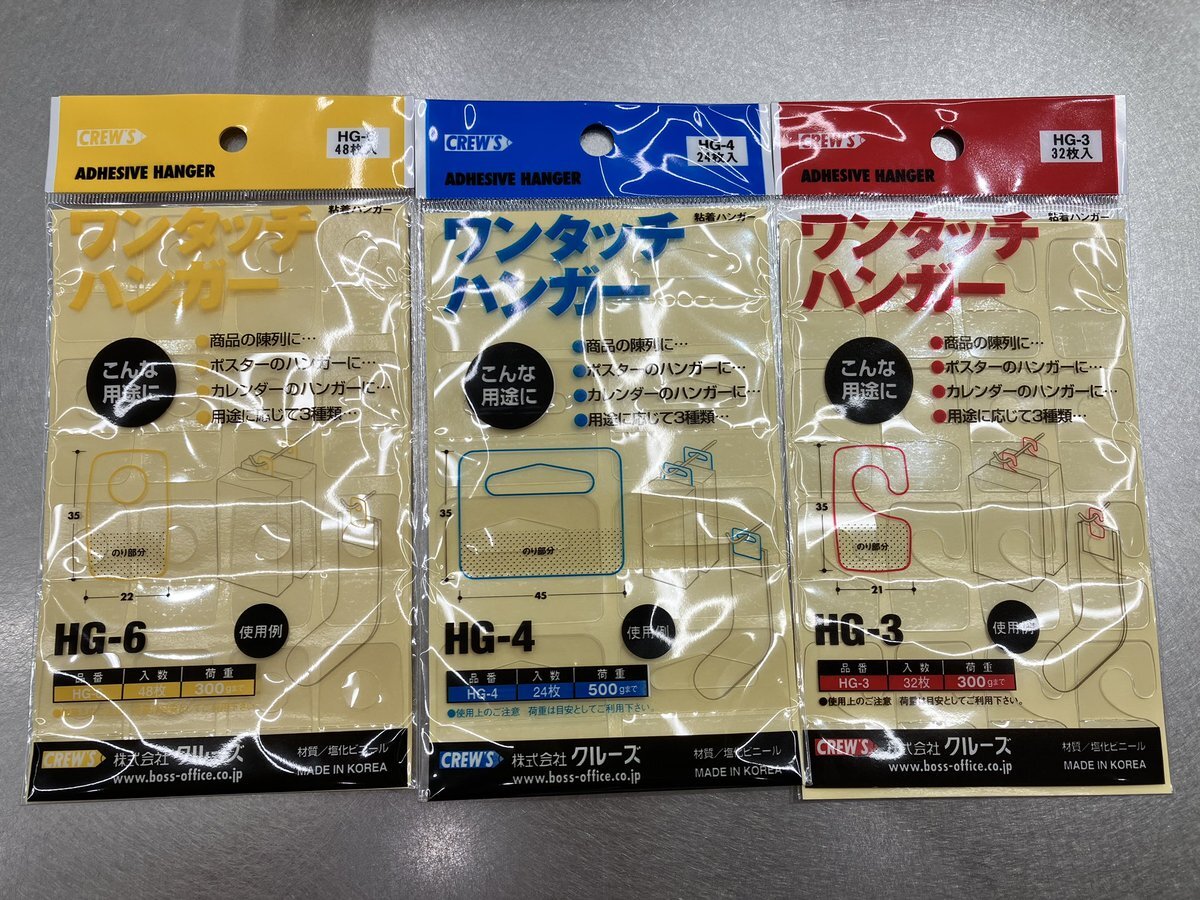 CREW'S
HG-6
48枚入
ADHESIVE HANGER
粘着ハンガー
ワンタッチ
ハンガー
こんな
用途に
●商品の陳列に…
●ポスターのハンガーに…
●カレンダーのハンガーに…
●用途に応じて3種類…
35
のり部分
22
HG-6
使用例
品番 入数 荷重
HG-6 48枚 300gまで
CREW'S 株式会社クルーズ
www.boss-office.co.jp
材質/塩化ビニール
MADE IN KOREA
CREW'S
HG-4
24枚入
ADHESIVE HANGER
粘着ハンガー
ワンタッチ
ハンガー
こんな
用途に
●商品の陳列に…
●ポスターのハンガーに…
●カレンダーのハンガーに…
●用途に応じて3種類…
35
のり部分
45
HG-4
使用例
品番 入数 荷重
HG-4 24枚 500gまで
●使用上のご注意 荷重は目安としてご利用下さい。
CREW'S 株式会社クルーズ
www.boss-office.co.jp
材質/塩化ビニール
MADE IN KOREA
CREW'S
HG-3
32枚入
ADHESIVE HANGER
粘着ハンガー
ワンタッチ
ハンガー
こんな
用途に
●商品の陳列に…
●ポスターのハンガーに…
●カレンダーのハンガーに…
●用途に応じて3種類…
35
のり部分
21
HG-3
使用例
品番 入数 荷重
HG-3 32枚 300gまで
●使用上のご注意 荷重は目安としてご利用下さい。
CREW'S 株式会社クルーズ
www.boss-office.co.jp
材質/塩化ビニール
MADE IN KOREA